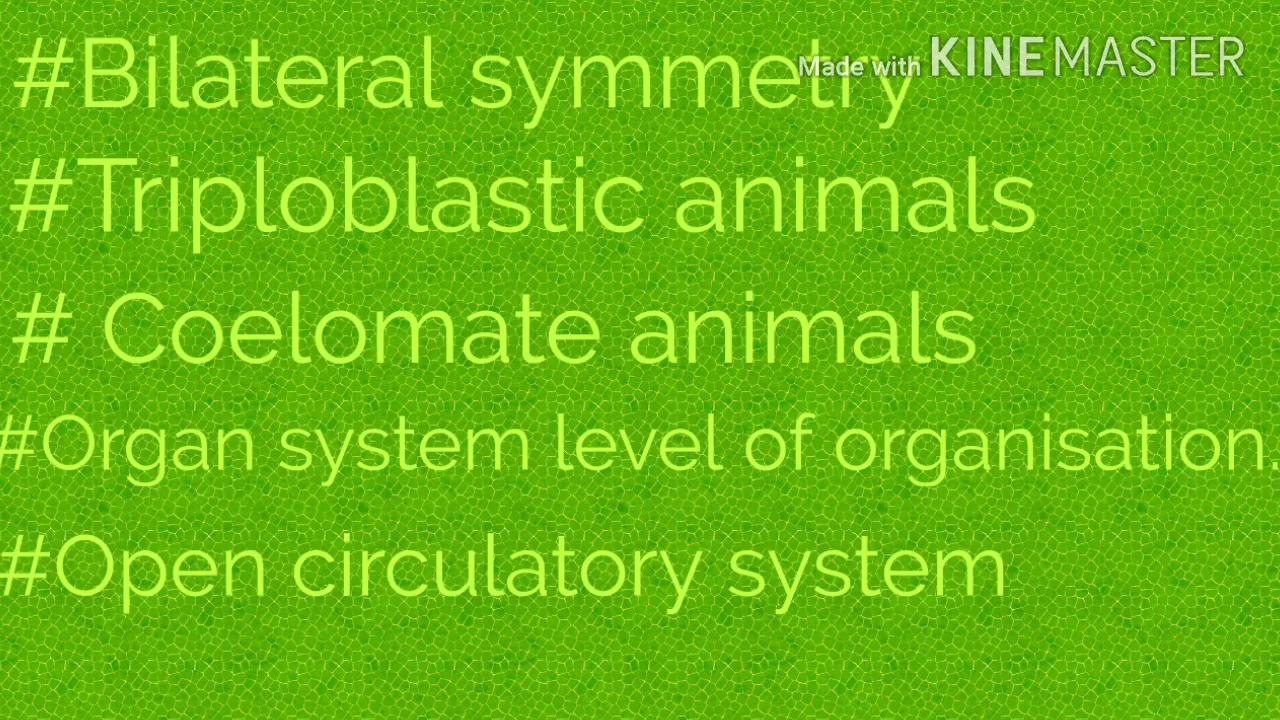 #Bilateral symmetry
Made with KINEMASTER
#Triploblastic animals
# Coelomate animals
#Organ system level of organisation.
#Open circulatory system